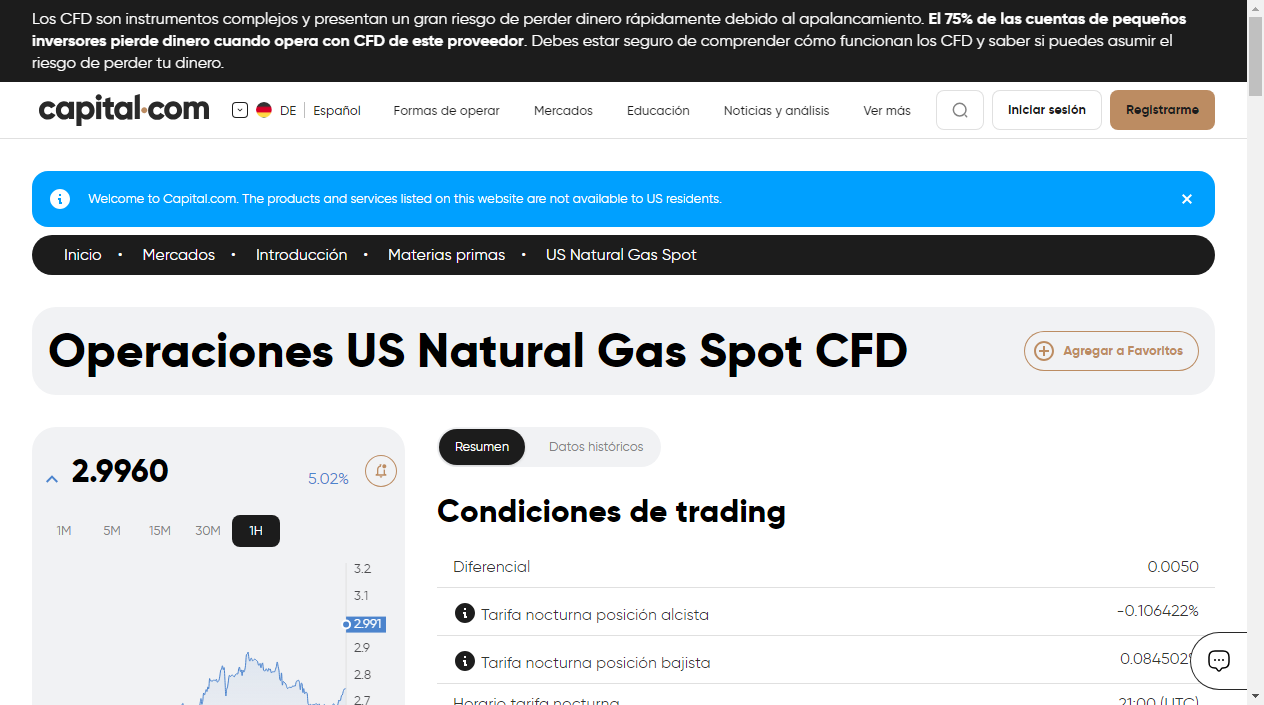 Los CFD son instrumentos complejos y presentan un gran riesgo de perder dinero rápidamente debido al apalancamiento. El 75% de las cuentas de pequeños
inversores pierde dinero cuando opera con CFD de este proveedor. Debes estar seguro de comprender cómo funcionan los CFD y saber si puedes asumir el
riesgo de perder tu dinero.
capital.com DE Español Formas de operar Mercados Educación Noticias y análisis Ver más Iniciar sesión Registrarme
Welcome to Capital.com. The products and services listed on this website are not available to US residents.
Inicio • Mercados • Introducción • Materias primas • US Natural Gas Spot
Operaciones US Natural Gas Spot CFD
Agregar a Favoritos
2.9960 5.02%
1M 5M 15M 30M 1H
3.2
3.1
2.991
2.9
2.8
2.7
Resumen Datos históricos
Condiciones de trading
Diferencial 0.0050
Tarifa nocturna posición alcista -0.106422%
Tarifa nocturna posición bajista 0.084502%
Horario tarifa nocturna 21:00 (UTC)